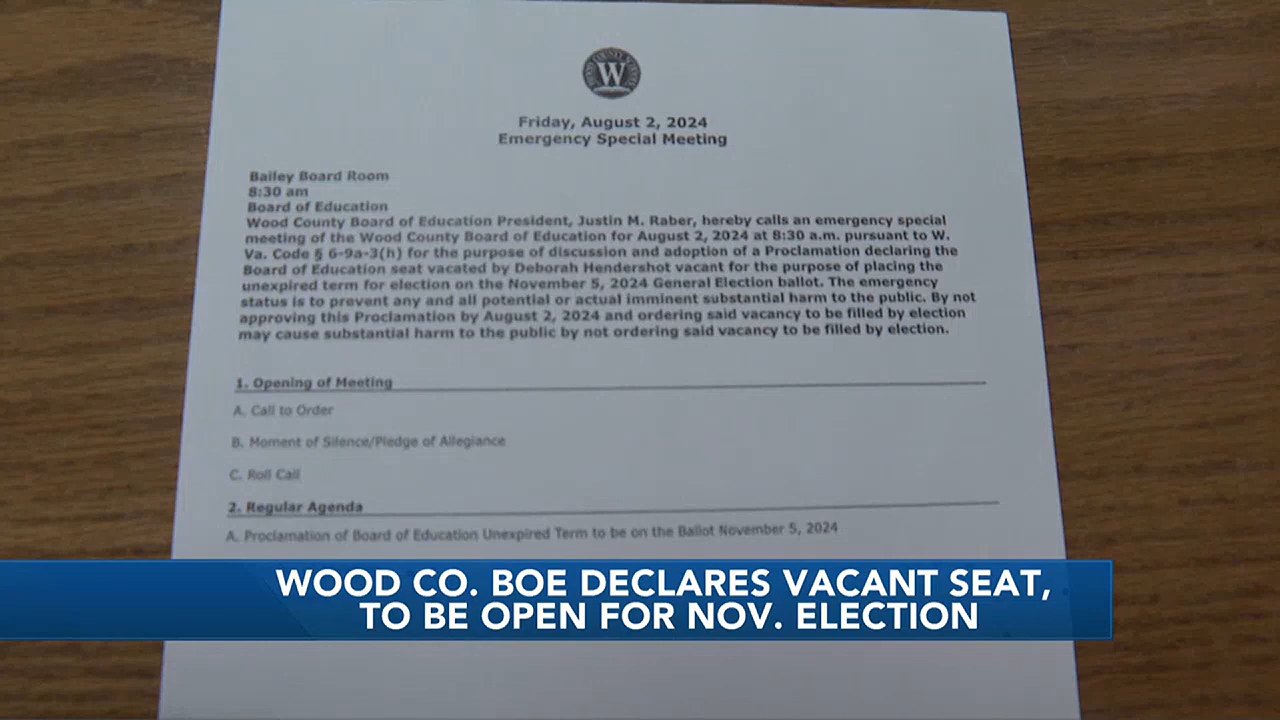 W
Friday, August 2, 2024
Emergency Special Meeting
Bailey Board Room
8:30 am
Board of Education
Wood County Board of Education President, Justin M. Raber, hereby calls an emergency special
meeting of the Wood County Board of Education for August 2, 2024 at 8:30 a.m. pursuant to W.
Va. Code § 6-9a-3(h) for the purpose of discussion and adoption of a Proclamation declaring the
Board of Education seat vacated by Deborah Hendershot vacant for the purpose of placing the
unexpired term for election on the November 5, 2024 General Election ballot. The emergency
status is to prevent any and all potential or actual imminent substantial harm to the public. By not
approving this Proclamation by August 2, 2024 and ordering said vacancy to be filled by election
may cause substantial harm to the public by not ordering said vacancy to be filled by election.
1. Opening of Meeting
A. Call to Order
B. Moment of Silence/Pledge of Allegiance
C. Roll Call
2. Regular Agenda
A. Proclamation of Board of Education Unexpired Term to be on the Ballot November 5, 2024
WOOD CO. BOE DECLARES VACANT SEAT,
TO BE OPEN FOR NOV. ELECTION